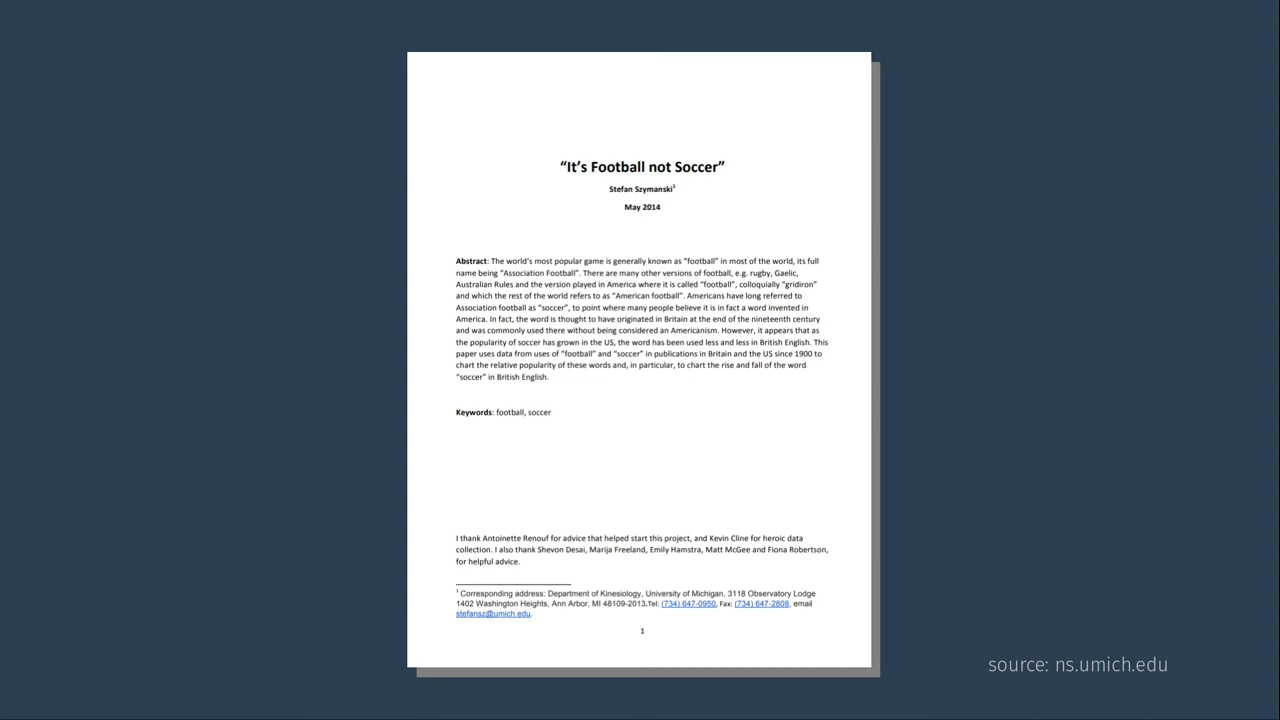 “It’s Football not Soccer”
Stefan Szymanski¹
May 2014
Abstract: The world’s most popular game is generally known as “football” in most of the world, its full
name being “Association Football”. There are many other versions of football, e.g. rugby, Gaelic,
Australian Rules and the version played in America where it is called “football”, colloquially “gridiron”
and which the rest of the world refers to as “American football”. Americans have long referred to
Association football as “soccer”, to point where many people believe it is in fact a word invented in
America. In fact, the word is thought to have originated in Britain at the end of the nineteenth century
and was commonly used there without being considered an Americanism. However, it appears that as
the popularity of soccer has grown in the US, the word has been used less and less in British English. This
paper uses data from uses of “football” and “soccer” in publications in Britain and the US since 1900 to
chart the relative popularity of these words and, in particular, to chart the rise and fall of the word
“soccer” in British English.
Keywords: football, soccer
I thank Antoinette Renouf for advice that helped start this project, and Kevin Cline for heroic data
collection. I also thank Shevon Desai, Marija Freeland, Emily Hamstra, Matt McGee and Fiona Robertson,
for helpful advice.
¹ Corresponding address: Department of Kinesiology, University of Michigan, 3118 Observatory Lodge
1402 Washington Heights, Ann Arbor, MI 48109-2013.Tel: (734) 647-0950, Fax: (734) 647-2808, email
stefansz@umich.edu.
1
source: ns.umich.edu